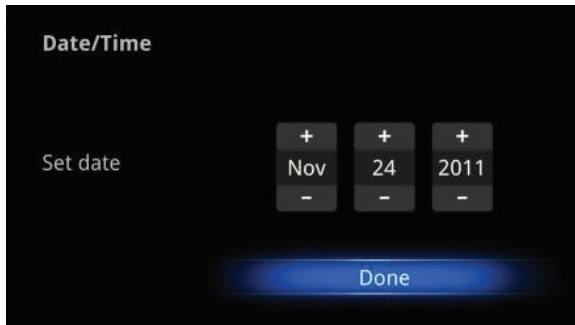 Date/Time
+ + +
Set date Nov 24 2011
– – –
Done